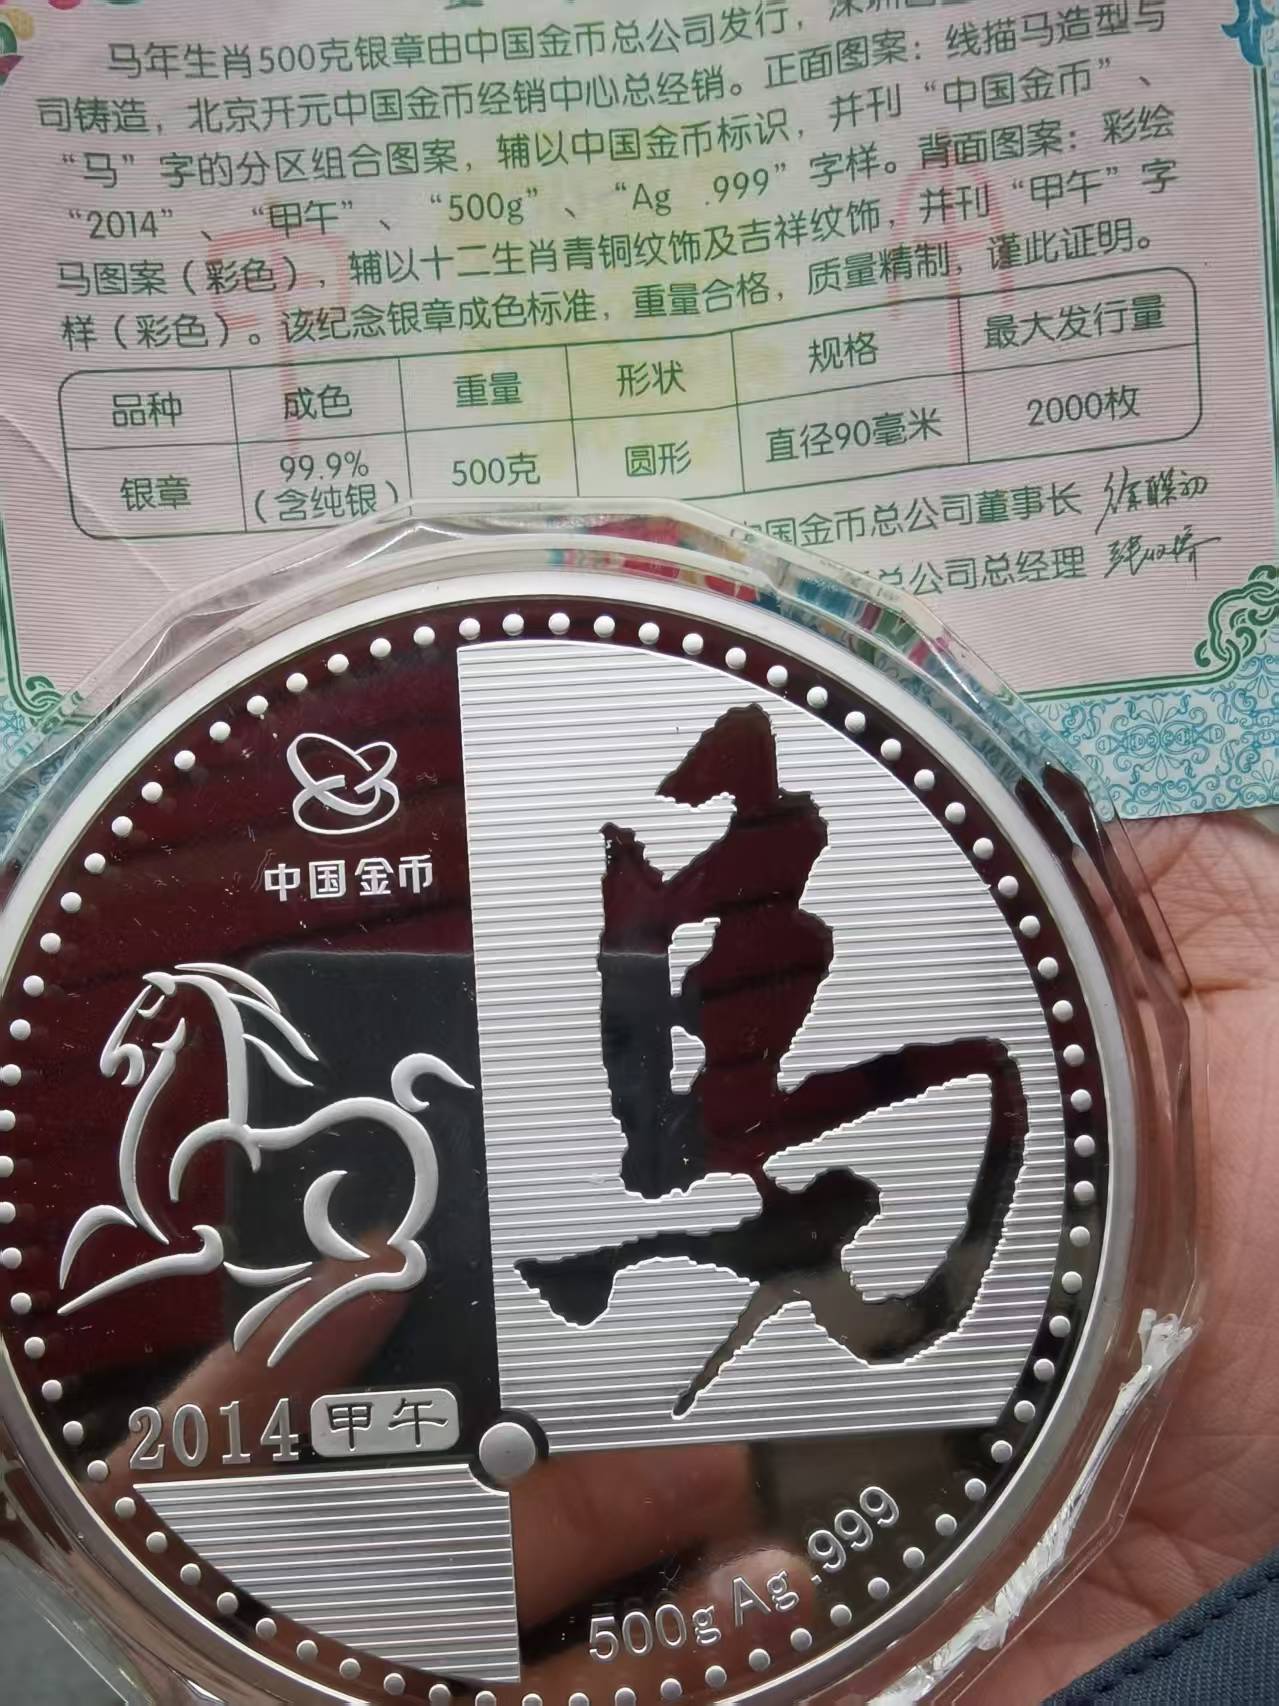 马年生肖500克银章由中国金币总公司发行，深圳
司铸造，北京开元中国金币经销中心总经销。正面图案：线描马造型与
“马”字的分区组合图案，辅以中国金币标识，并刊“中国金币”、
“2014”、“甲午”、“500g”、“Ag .999”字样。背面图案：彩绘
马图案（彩色），辅以十二生肖青铜纹饰及吉祥纹饰，并刊“甲午”字
样（彩色）。该纪念银章成色标准，重量合格，质量精制，谨此证明。
品种 成色 重量 形状 规格 最大发行量
银章 99.9%（含纯银） 500克 圆形 直径90毫米 2000枚
中国金币总公司董事长
总公司总经理
中国金币
马
2014 甲午
500g Ag .999